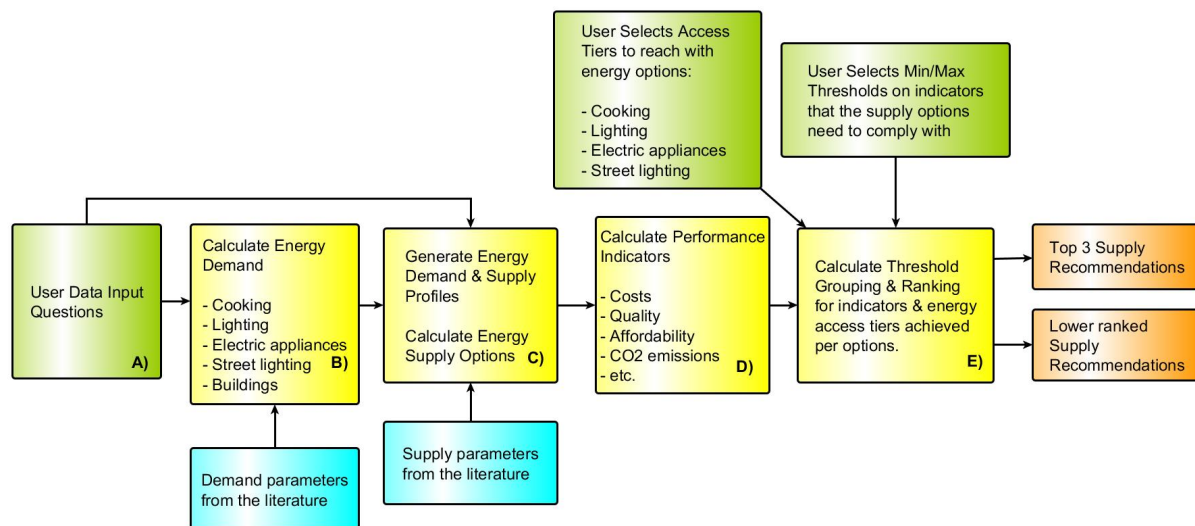 User Selects Access
Tiers to reach with
energy options:
- Cooking
- Lighting
- Electric appliances
- Street lighting
User Selects Min/Max
Thresholds on indicators
that the supply options
need to comply with
User Data Input
Questions
A)
Calculate Energy
Demand
- Cooking
- Lighting
- Electric appliances
- Street lighting
- Buildings
B)
Generate Energy
Demand & Supply
Profiles
Calculate Energy
Supply Options
C)
Calculate Performance
Indicators
- Costs
- Quality
- Affordability
- CO2 emissions
- etc.
D)
Calculate Threshold
Grouping & Ranking
for indicators & energy
access tiers achieved
per options.
E)
Top 3 Supply
Recommendations
Lower ranked
Supply
Recommendations
Demand parameters
from the literature
Supply parameters
from the literature